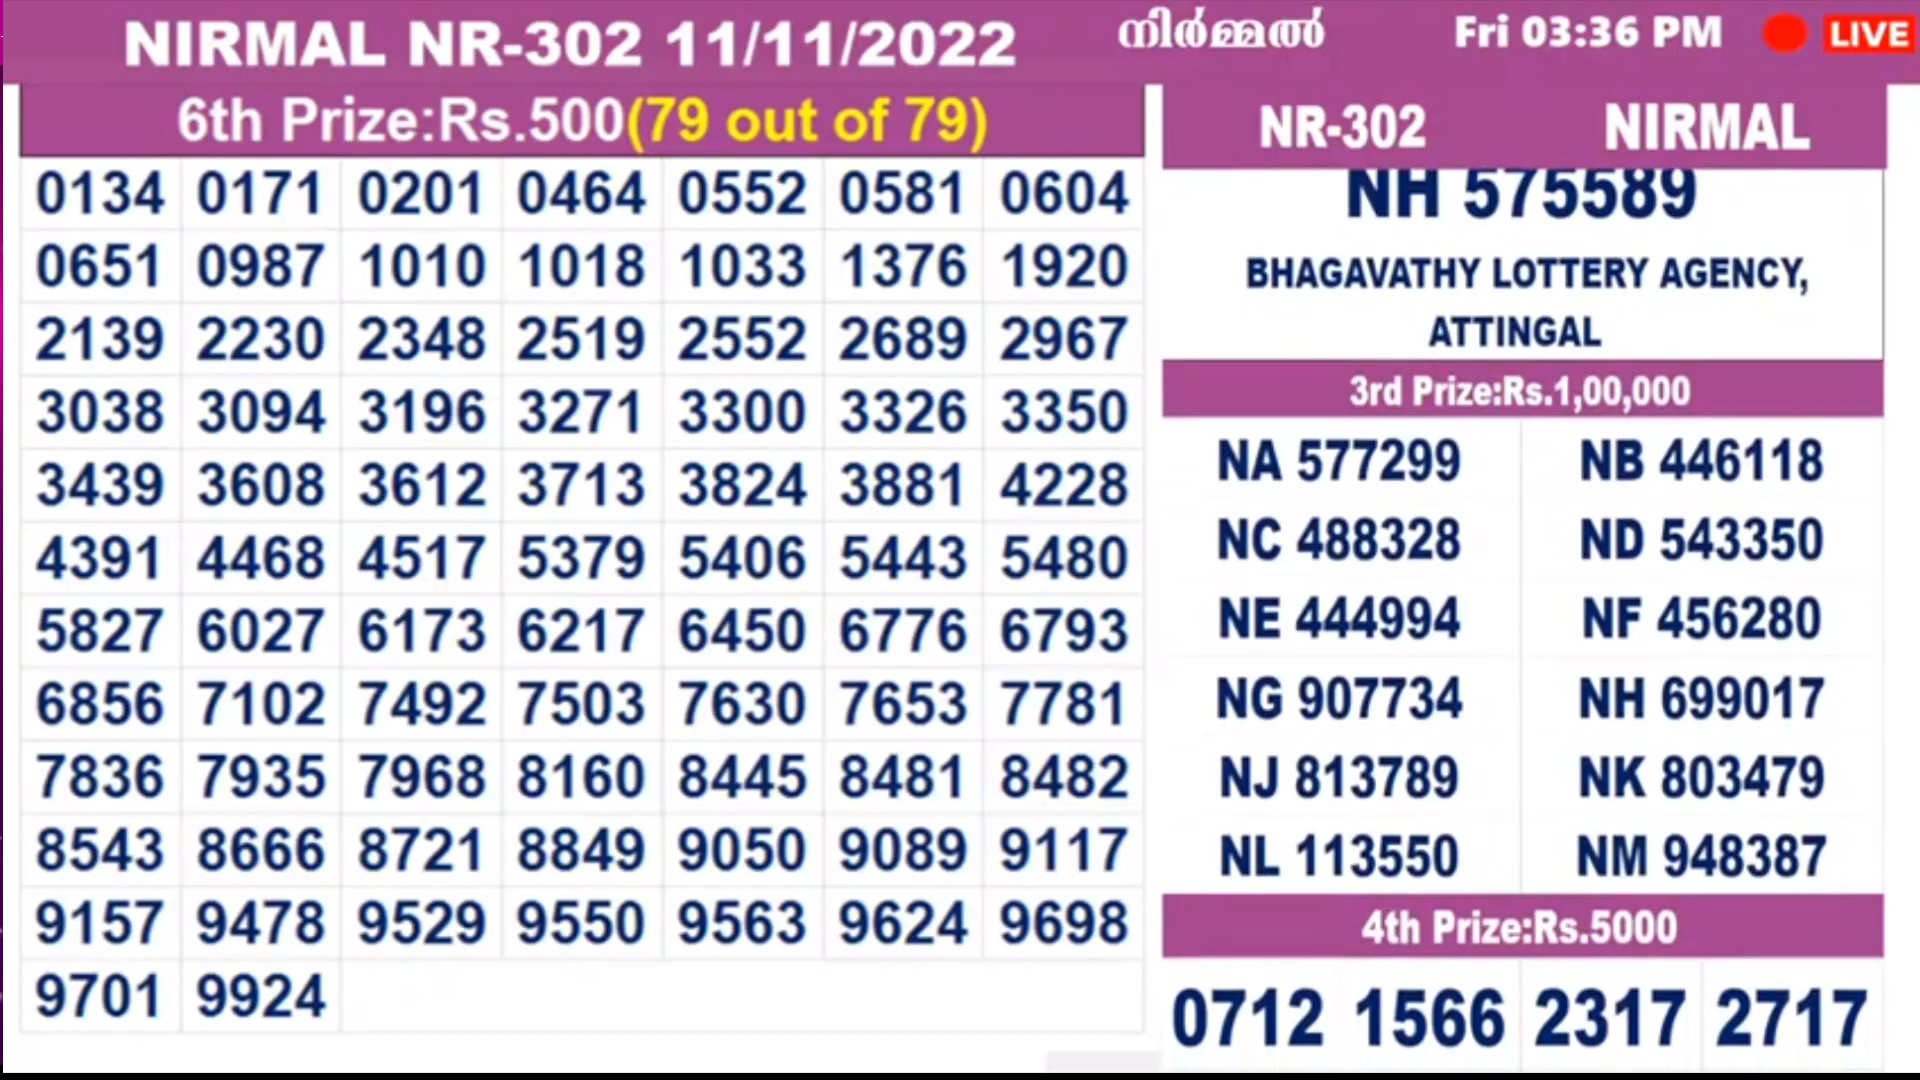 NIRMAL NR-302 11/11/2022
നിർമ്മൽ
Fri 03:36 PM
LIVE
6th Prize:Rs.500(79 out of 79)
0134 0171 0201 0464 0552 0581 0604
0651 0987 1010 1018 1033 1376 1920
2139 2230 2348 2519 2552 2689 2967
3038 3094 3196 3271 3300 3326 3350
3439 3608 3612 3713 3824 3881 4228
4391 4468 4517 5379 5406 5443 5480
5827 6027 6173 6217 6450 6776 6793
6856 7102 7492 7503 7630 7653 7781
7836 7935 7968 8160 8445 8481 8482
8543 8666 8721 8849 9050 9089 9117
9157 9478 9529 9550 9563 9624 9698
9701 9924
NR-302 NIRMAL
NH 575589
BHAGAVATHY LOTTERY AGENCY,
ATTINGAL
3rd Prize:Rs.1,00,000
NA 577299 NB 446118
NC 488328 ND 543350
NE 444994 NF 456280
NG 907734 NH 699017
NJ 813789 NK 803479
NL 113550 NM 948387
4th Prize:Rs.5000
0712 1566 2317 2717